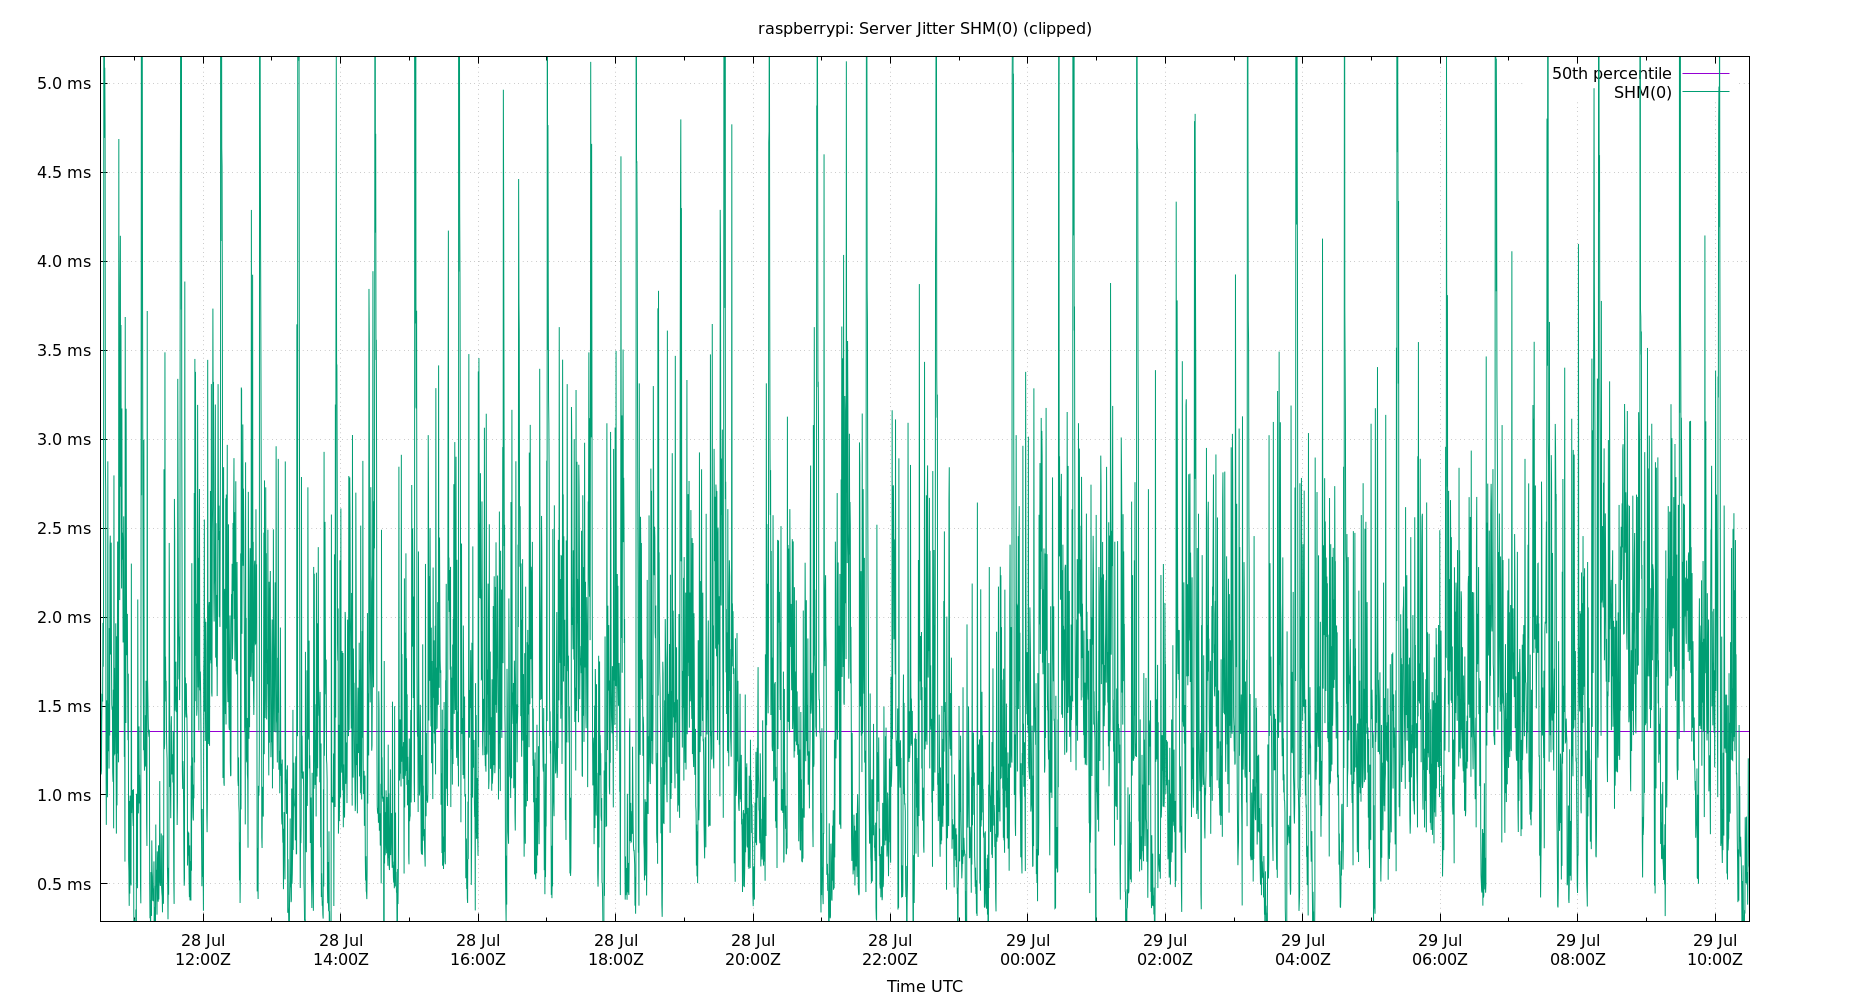 raspberrypi: Server Jitter SHM(0) (clipped)
50th percentile
SHM(0)
5.0 ms
4.5 ms
4.0 ms
3.5 ms
3.0 ms
2.5 ms
2.0 ms
1.5 ms
1.0 ms
0.5 ms
28 Jul 28 Jul 28 Jul 28 Jul 28 Jul 28 Jul 29 Jul 29 Jul 29 Jul 29 Jul 29 Jul 29 Jul
12:00Z 14:00Z 16:00Z 18:00Z 20:00Z 22:00Z 00:00Z 02:00Z 04:00Z 06:00Z 08:00Z 10:00Z
Time UTC